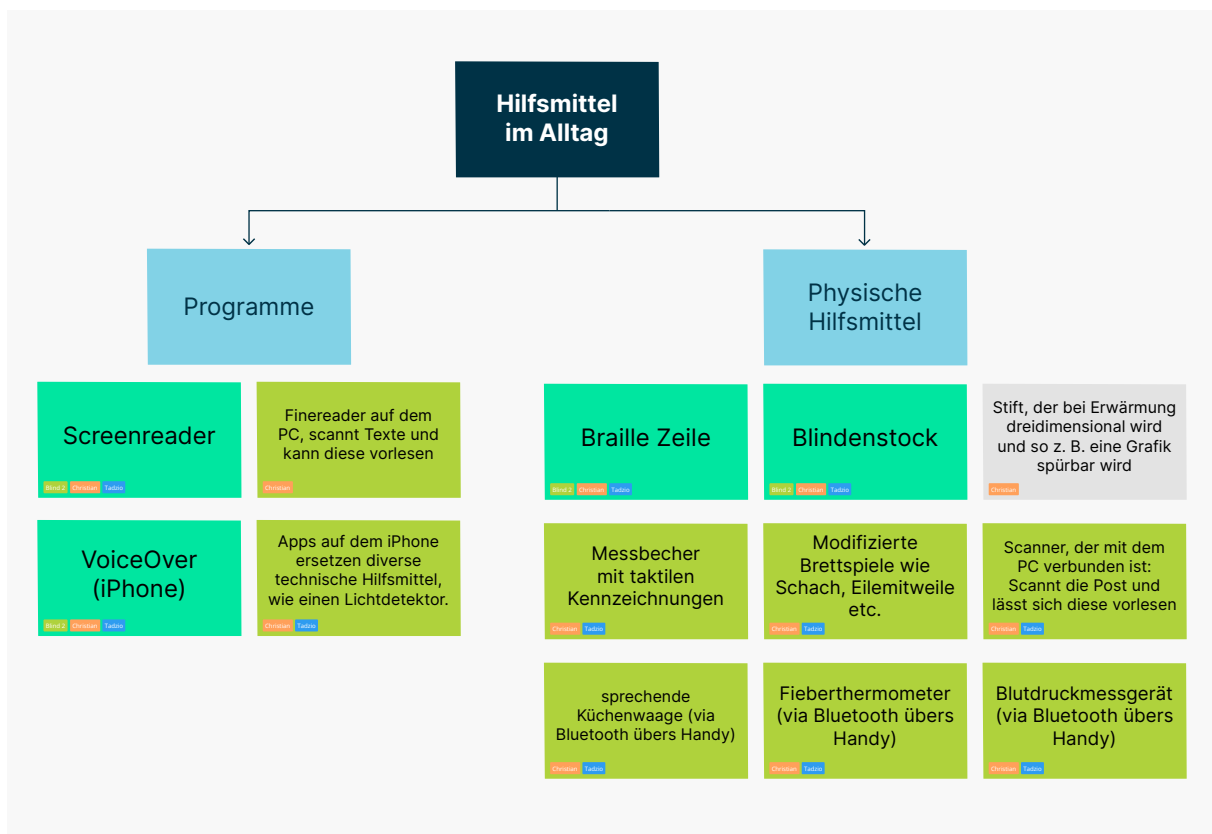 Hilfsmittel
im Alltag
Programme
Physische
Hilfsmittel
Screenreader
Blind 2 Christian Tadzio
Finereader auf dem
PC, scannt Texte und
kann diese vorlesen
Christian
VoiceOver
(iPhone)
Blind 2 Christian Tadzio
Apps auf dem iPhone
ersetzen diverse
technische Hilfsmittel,
wie einen Lichtdetektor.
Christian Tadzio
Braille Zeile
Blind 2 Christian Tadzio
Blindenstock
Blind 2 Christian Tadzio
Stift, der bei Erwärmung
dreidimensional wird
und so z. B. eine Grafik
spürbar wird
Christian
Messbecher
mit taktilen
Kennzeichnungen
Christian Tadzio
Modifizierte
Brettspiele wie
Schach, Eilemitweile
etc.
Christian Tadzio
Scanner, der mit dem
PC verbunden ist:
Scannt die Post und
lässt sich diese vorlesen
Christian Tadzio
sprechende
Küchenwaage (via
Bluetooth übers Handy)
Christian Tadzio
Fieberthermometer
(via Bluetooth übers
Handy)
Christian Tadzio
Blutdruckmessgerät
(via Bluetooth übers
Handy)
Christian Tadzio